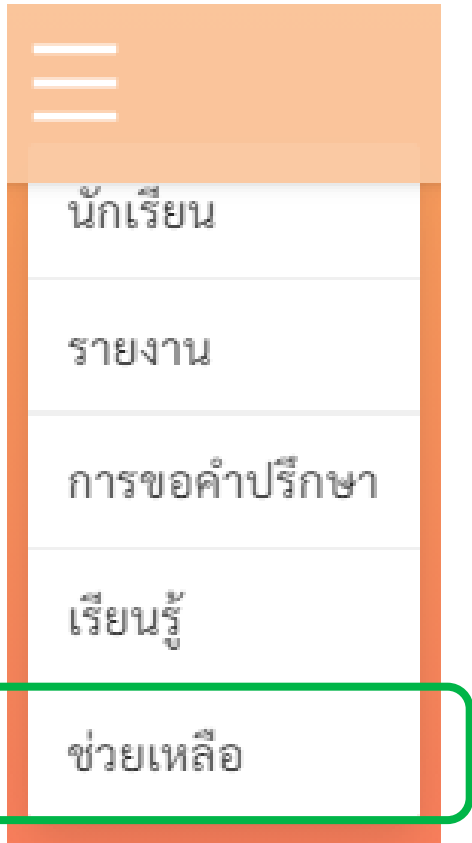 นักเรียน
รายงาน
การขอคำปรึกษา
เรียนรู้
ช่วยเหลือ